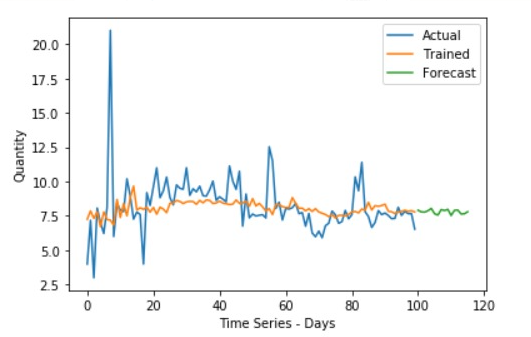 Actual
Trained
Forecast
20.0
17.5
15.0
12.5
10.0
7.5
5.0
2.5
Quantity
0 20 40 60 80 100 120
Time Series - Days